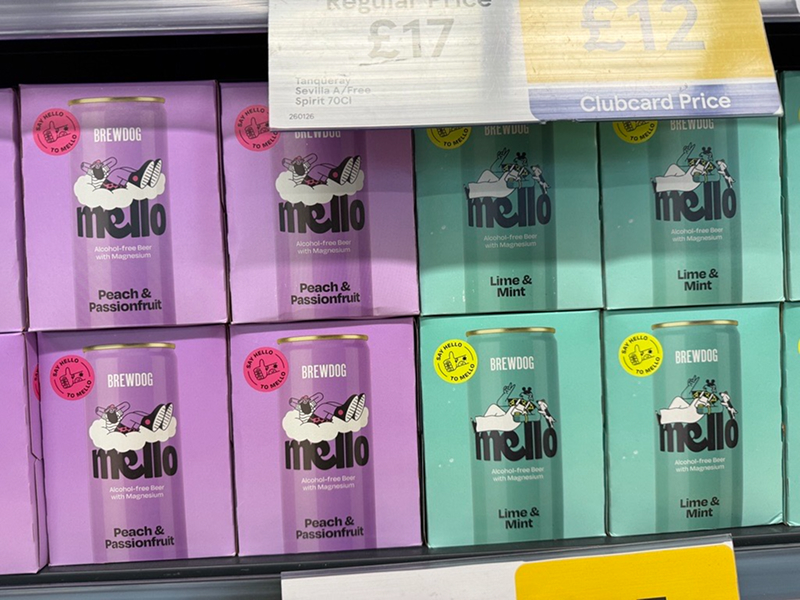 Regular Price
£17
£12
Tanqueray
Sevilla A/Free
Spirit 70Cl
260126
Clubcard Price
SAY HELLO
TO MELLO
BREWDOG
mello
Alcohol-free Beer
with Magnesium
Peach &
Passionfruit
SAY HELLO
TO MELLO
BREWDOG
mello
Alcohol-free Beer
with Magnesium
Peach &
Passionfruit
TO MELLO
BREWDOG
mello
Alcohol-free Beer
with Magnesium
Lime &
Mint
TO MELLO
BREWDOG
mello
Alcohol-free Beer
with Magnesium
Lime &
Mint
SAY HELLO
TO MELLO
BREWDOG
mello
Alcohol-free Beer
with Magnesium
Peach &
Passionfruit
SAY HELLO
TO MELLO
BREWDOG
mello
Alcohol-free Beer
with Magnesium
Peach &
Passionfruit
SAY HELLO
TO MELLO
BREWDOG
mello
Alcohol-free Beer
with Magnesium
Lime &
Mint
SAY HELLO
TO MELLO
BREWDOG
mello
Alcohol-free Beer
with Magnesium
Lime &
Mint